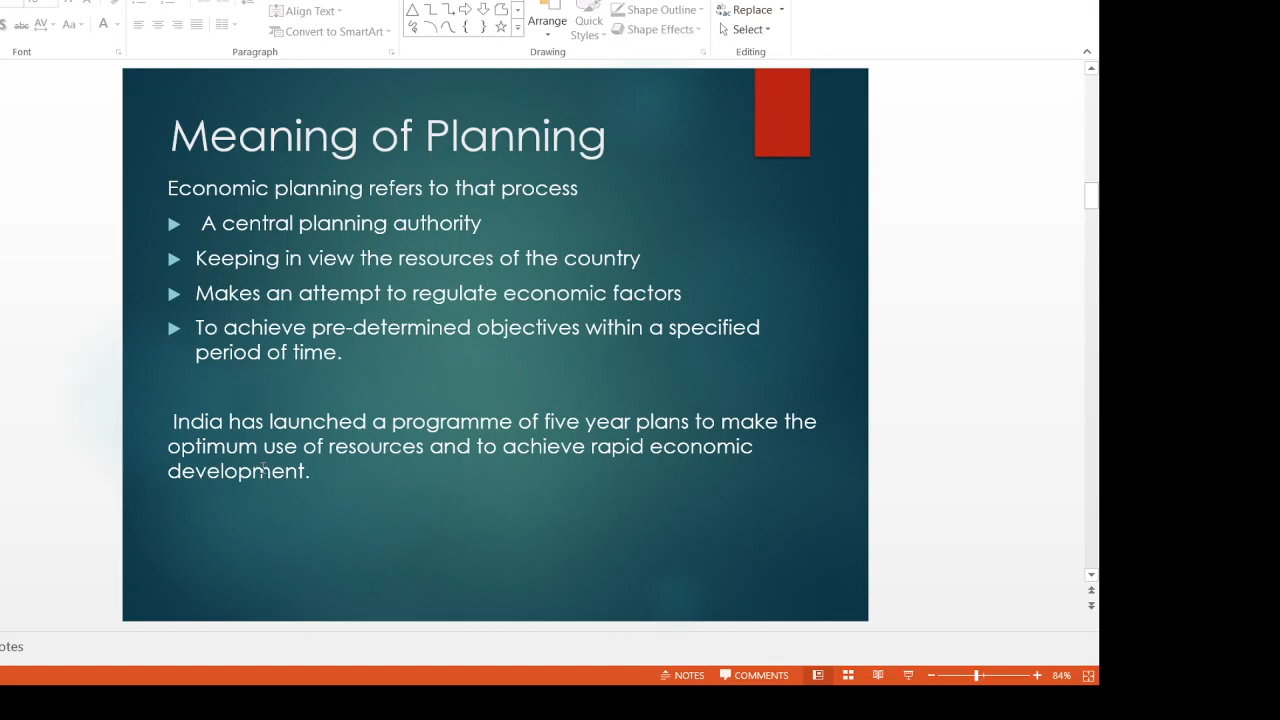 Align Text
Convert to SmartArt
Arrange
Quick
Styles
Shape Outline
Shape Effects
Replace
Select
abc
AV
Aa
A
Font
Paragraph
Drawing
Editing
Meaning of Planning
Economic planning refers to that process
A central planning authority
Keeping in view the resources of the country
Makes an attempt to regulate economic factors
To achieve pre-determined objectives within a specified
period of time.
India has launched a programme of five year plans to make the
optimum use of resources and to achieve rapid economic
development.
otes
NOTES
COMMENTS
84%